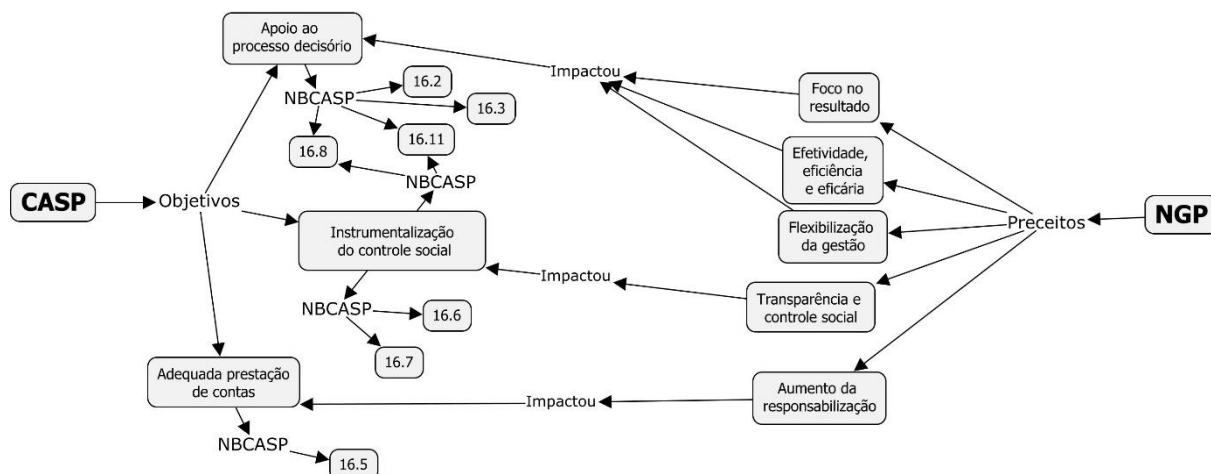 Apoio ao
processo decisório
Impactou
16.2
Foco no
resultado
NBCASP
16.3
16.11
16.8
Efetividade,
eficiência
e eficária
NBCASP
CASP
Objetivos
NGP
Preceitos
Instrumentalização
do controle social
Flexibilização
da gestão
Impactou
Transparência e
controle social
NBCASP
16.6
16.7
Adequada prestação
de contas
Aumento da
responsabilização
Impactou
NBCASP
16.5